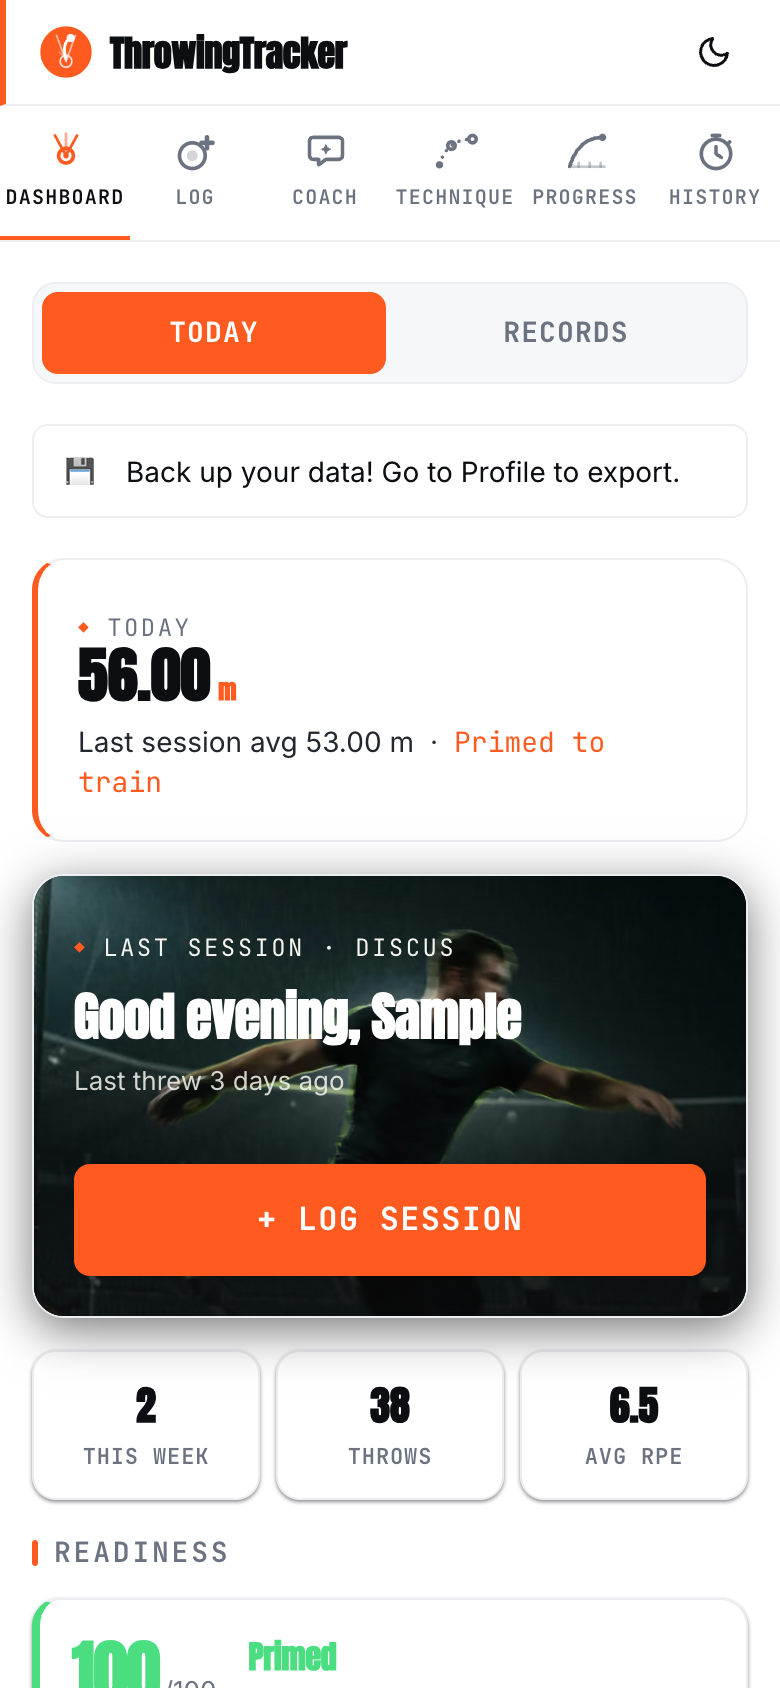 ThrowingTracker
DASHBOARD LOG COACH TECHNIQUE PROGRESS HISTORY
TODAY RECORDS
Back up your data! Go to Profile to export.
TODAY
56.00 m
Last session avg 53.00 m · Primed to
train
LAST SESSION · DISCUS
Good evening, Sample
Last threw 3 days ago
+ LOG SESSION
2 38 6.5
THIS WEEK THROWS AVG RPE
READINESS
100 /100 Primed